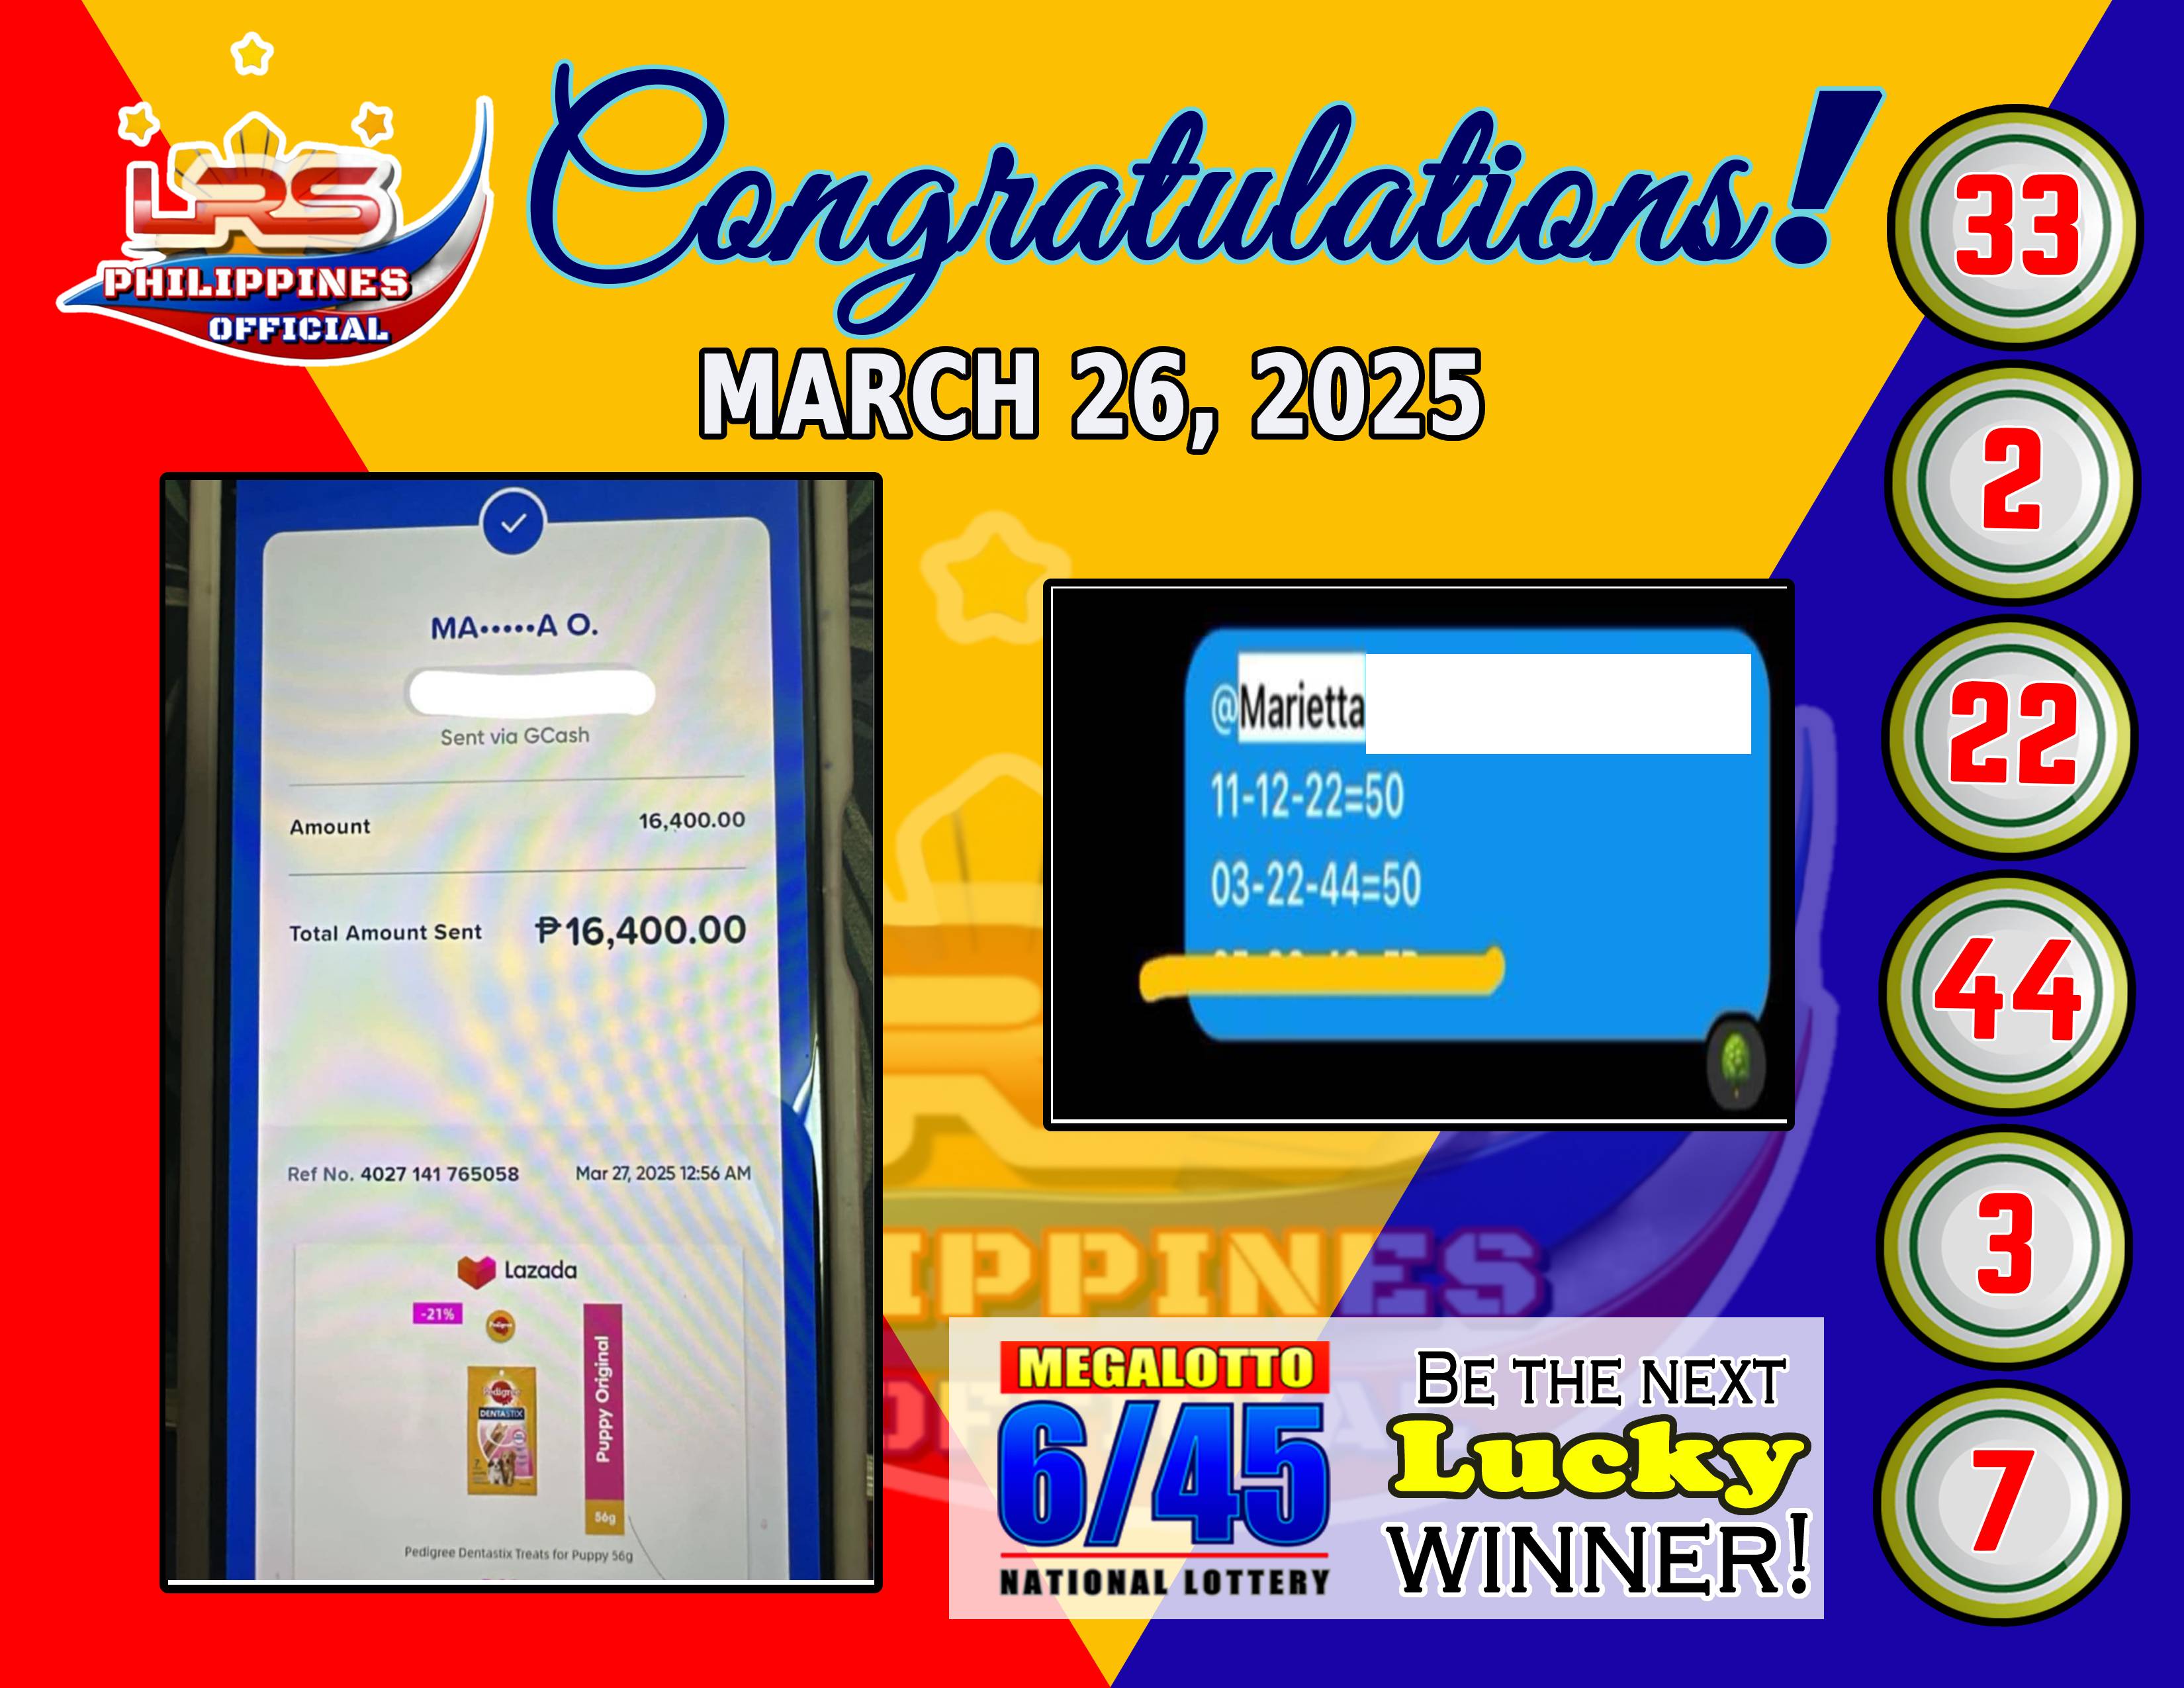 LRS
PHILIPPINES
OFFICIAL
Congratulations!
MARCH 26, 2025
MA•••••A O.
Sent via GCash
Amount 16,400.00
Total Amount Sent ₱16,400.00
Ref No. 4027 141 765058 Mar 27, 2025 12:56 AM
Lazada
-21%
Pedigree
Pedigree
DENTASTIX
Puppy Original
56g
Pedigree Dentastix Treats for Puppy 56g
@Marietta
11-12-22=50
03-22-44=50
MEGALOTTO
6/45
NATIONAL LOTTERY
BE THE NEXT
Lucky
WINNER!
33
2
22
44
3
7